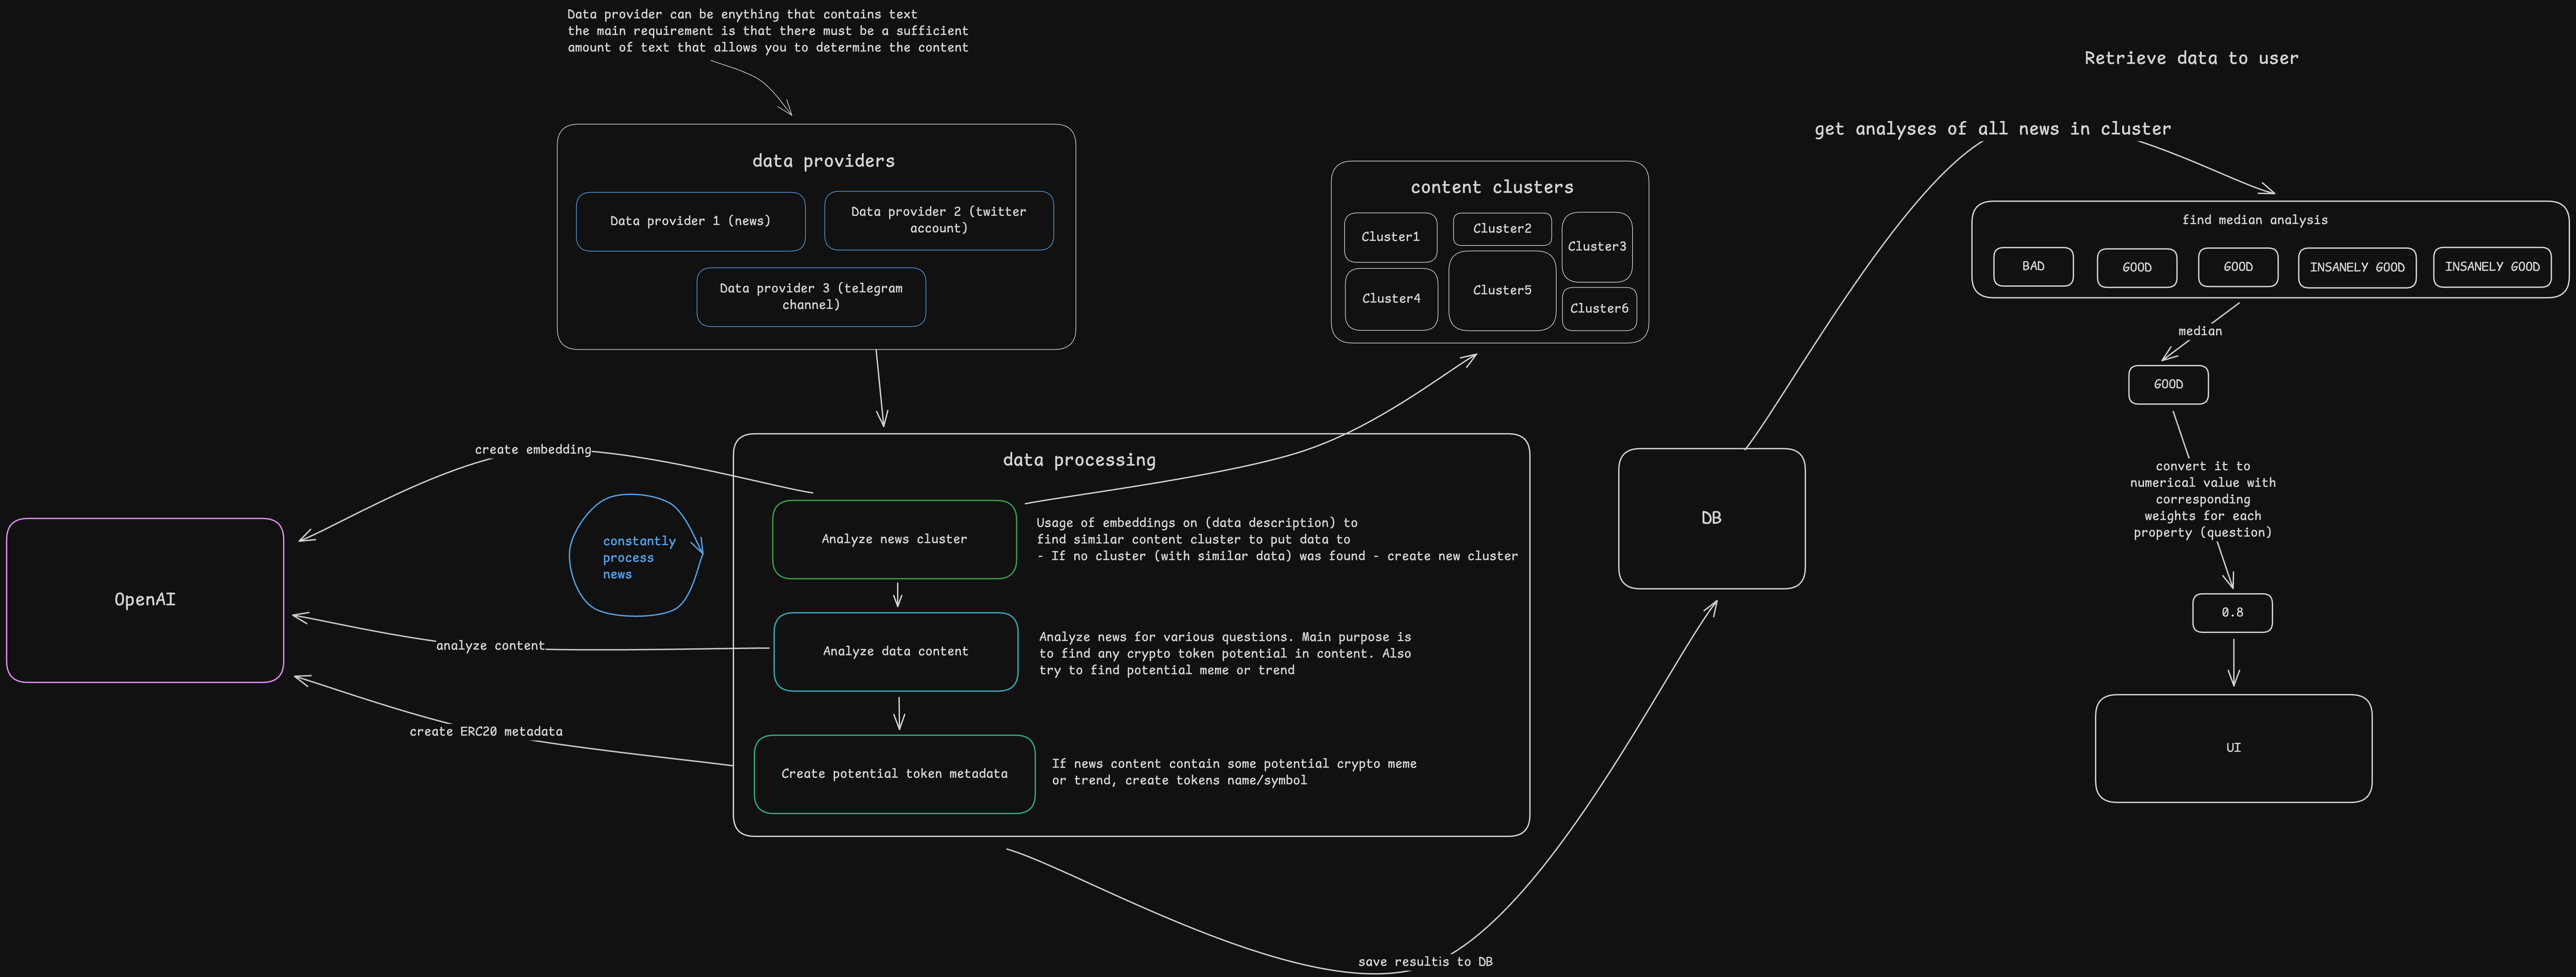 Data provider can be enything that contains text
the main requirement is that there must be a sufficient
amount of text that allows you to determine the content
data providers
Data provider 1 (news)
Data provider 2 (twitter
account)
Data provider 3 (telegram
channel)
content clusters
Cluster1
Cluster2
Cluster3
Cluster4
Cluster5
Cluster6
OpenAI
create embedding
analyze content
create ERC20 metadata
constantly
process
news
data processing
Analyze news cluster
Usage of embeddings on (data description) to
find similar content cluster to put data to
- If no cluster (with similar data) was found - create new cluster
Analyze data content
Analyze news for various questions. Main purpose is
to find any crypto token potential in content. Also
try to find potential meme or trend
Create potential token metadata
If news content contain some potential crypto meme
or trend, create tokens name/symbol
save resultis to DB
DB
Retrieve data to user
get analyses of all news in cluster
find median analysis
BAD
GOOD
GOOD
INSANELY GOOD
INSANELY GOOD
median
GOOD
convert it to
numerical value with
corresponding
weights for each
property (question)
0.8
UI